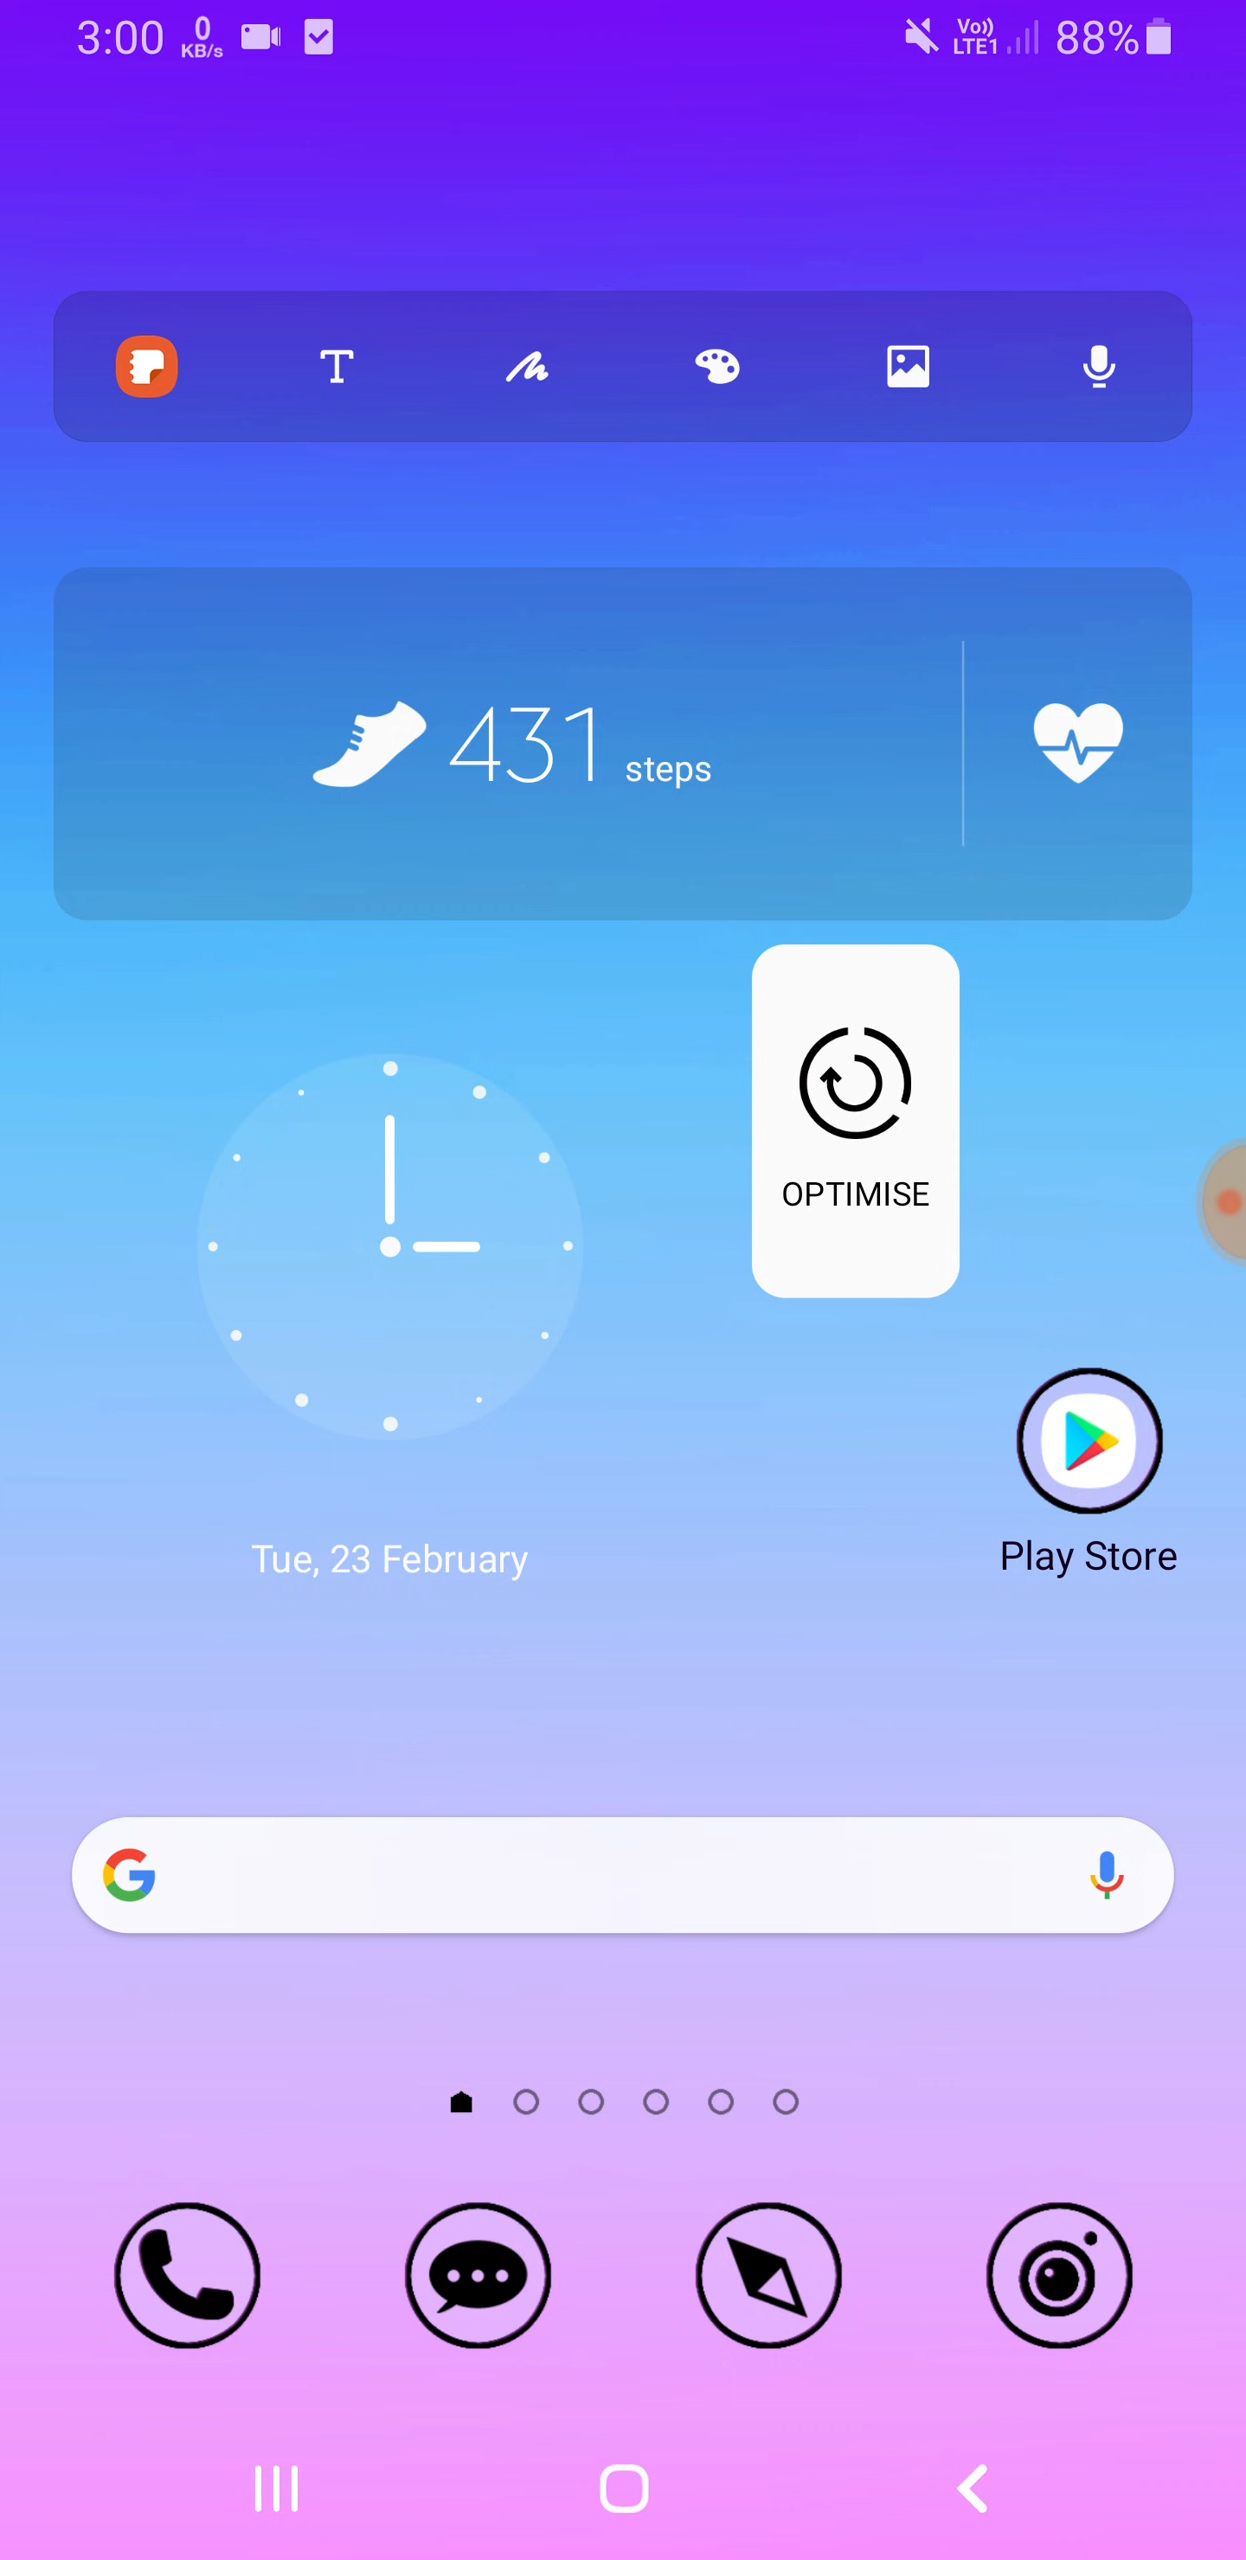 3:00 0 KB/s Vo)) LTE1 88%
T
431 steps
OPTIMISE
Tue, 23 February
Play Store
G